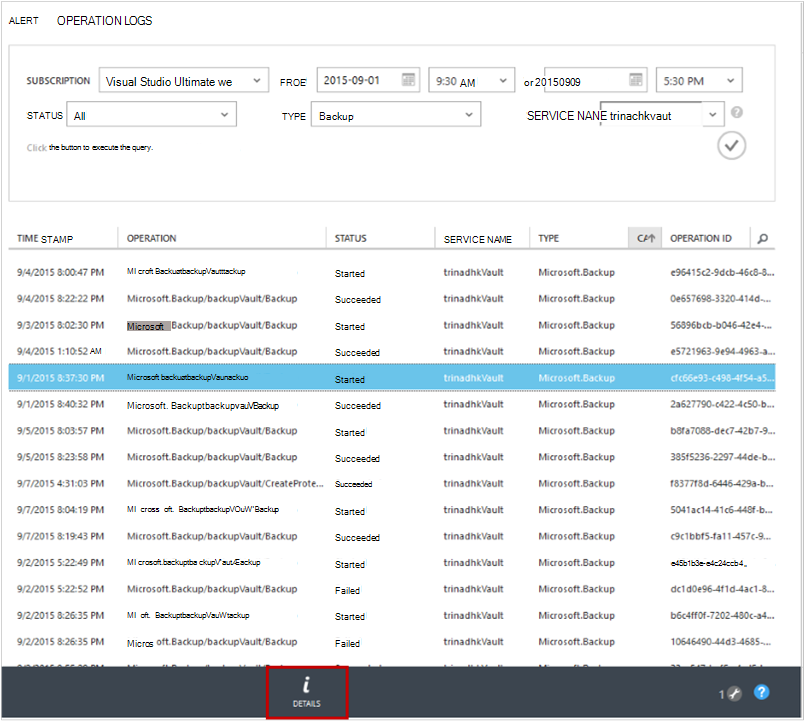 ALERT OPERATION LOGS
SUBSCRIPTION Visual Studio Ultimate we FROE' 2015-09-01 9:30 AM or 20150909 5:30 PM
STATUS All TYPE Backup SERVICE NANE trinachkvaut
Click the button to execute the query.
TIME STAMP OPERATION STATUS SERVICE NAME TYPE CA OPERATION ID
9/4/2015 8:00:47 PM MI croft Backuatbackup'Vautttackup Started trinadhkVault Microsoft.Backup e96415c2-9dcb-46c8-8...
9/4/2015 8:22:22 PM Microsoft.Backup/backupVault/Backup Succeeded trinadhkVault Microsoft.Backup 0e657698-3320-414d-...
9/3/2015 8:02:30 PM Microsoft Backup/backupVault/Backup Started trinadhkVault Microsoft.Backup 56896bcb-b046-42e4-...
9/4/2015 1:10:52 AM Microsoft.Backup/backupVault/Backup Succeeded trinadhkVault Microsoft.Backup e5721963-9e94-4963-a...
9/1/2015 8:37:30 PM Microsoft backuatbackupVaunackuo Started trinadhkVault Microsoft.Backup cfc66e93-c498-4f54-a5...
9/1/2015 8:40:32 PM Microsoft. BackuptbackupvauVBackup Succeeded trinadhkVault Microsoft.Backup 2a627790-c422-4c50-b...
9/5/2015 8:03:57 PM Microsoft.Backup/backupVault/Backup Started trinadhkVault Microsoft.Backup b8fa7088-dec7-42b7-9...
9/5/2015 8:23:58 PM Microsoft.Backup/backupVault/Backup Succeeded trinadhkVault Microsoft.Backup 385f5236-2297-44de-b...
9/7/2015 4:31:03 PM Microsoft.Backup/backupVault/CreateProte... Succeeded trinadhkVault Microsoft.Backup f8377f8d-6446-429a-b...
9/7/2015 8:04:19 PM MI cross oft. BackuptbackupVOuW'Backup Started trinadhkVault Microsoft.Backup 5041ac14-41c6-448f-b...
9/7/2015 8:19:43 PM Microsoft.Backup/backupVault/Backup Succeeded trinadhkVault Microsoft.Backup c9c1bbf5-fa11-457c-9...
9/2/2015 5:22:49 PM MI crosoft.backuptba ckupV'aut/Eackup Started trinadhkVault Microsoft.Backup e45b1b3e-e4c24ccb4_
9/2/2015 5:22:52 PM Microsoft.Backup/backupVault/Backup Failed trinadhkVault Microsoft.Backup dc1d0e96-4f1d-4ac1-8...
9/2/2015 8:26:35 PM MI oft. BackuptbackupVauWtackup Started trinadhkVault Microsoft.Backup b6c4ff0f-7202-480c-a4...
9/2/2015 8:26:35 PM Micros oft.Backup/backupVault/Backup Failed trinadhkVault Microsoft.Backup 10646490-44d3-4685-...
i
DETAILS
1